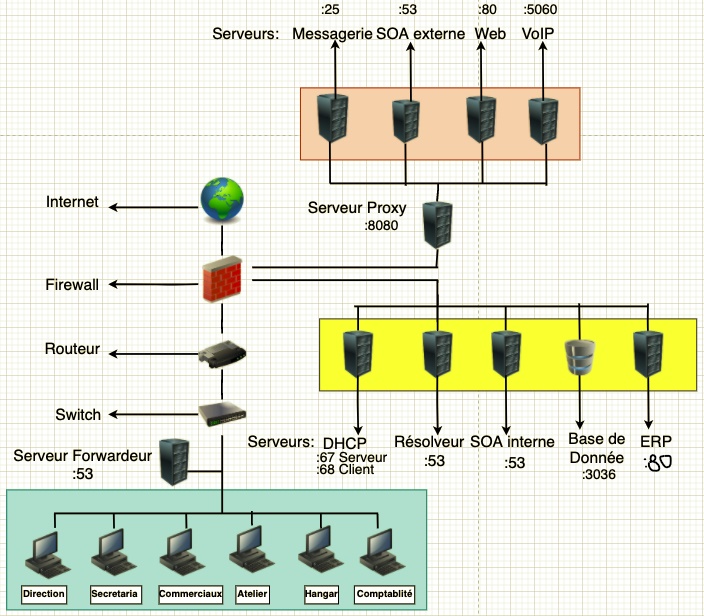 :25 :53 :80 :5060
Serveurs: Messagerie SOA externe Web VoIP
Internet
Serveur Proxy
:8080
Firewall
Routeur
Switch
Serveurs: DHCP Résolveur SOA interne Base de Donnée ERP
:67 Serveur
:68 Client
:53
:53
:3036
:80
Serveur Forwardeur
:53
Direction Secretaria Commerciaux Atelier Hangar Comptablité